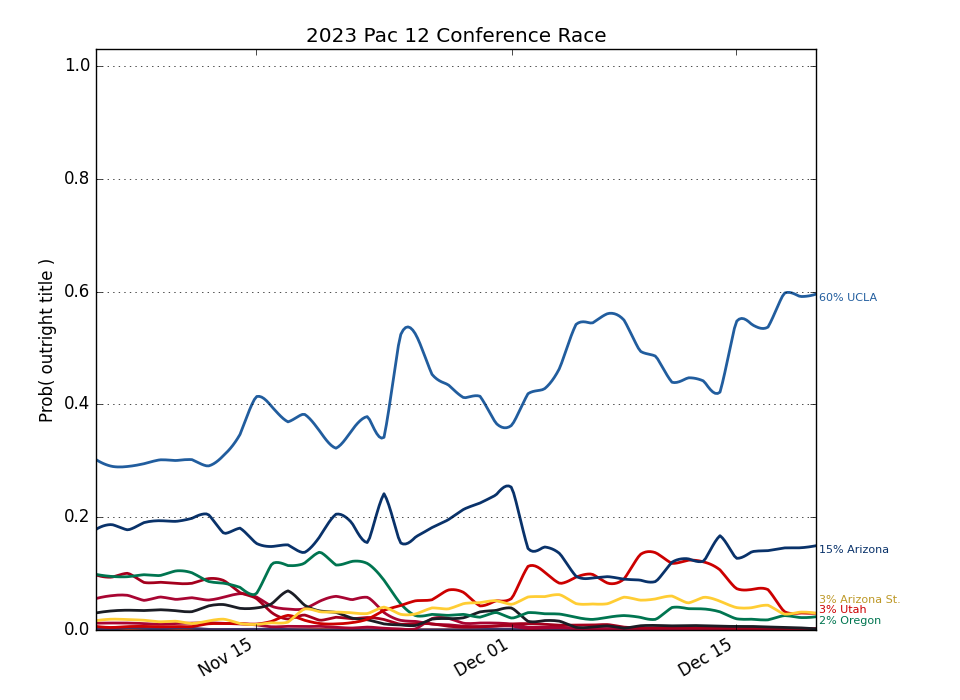 2023 Pac 12 Conference Race
Prob( outright title )
1.0
0.8
0.6
0.4
0.2
0.0
60% UCLA
15% Arizona
3% Arizona St.
3% Utah
2% Oregon
Nov 15
Dec 01
Dec 15